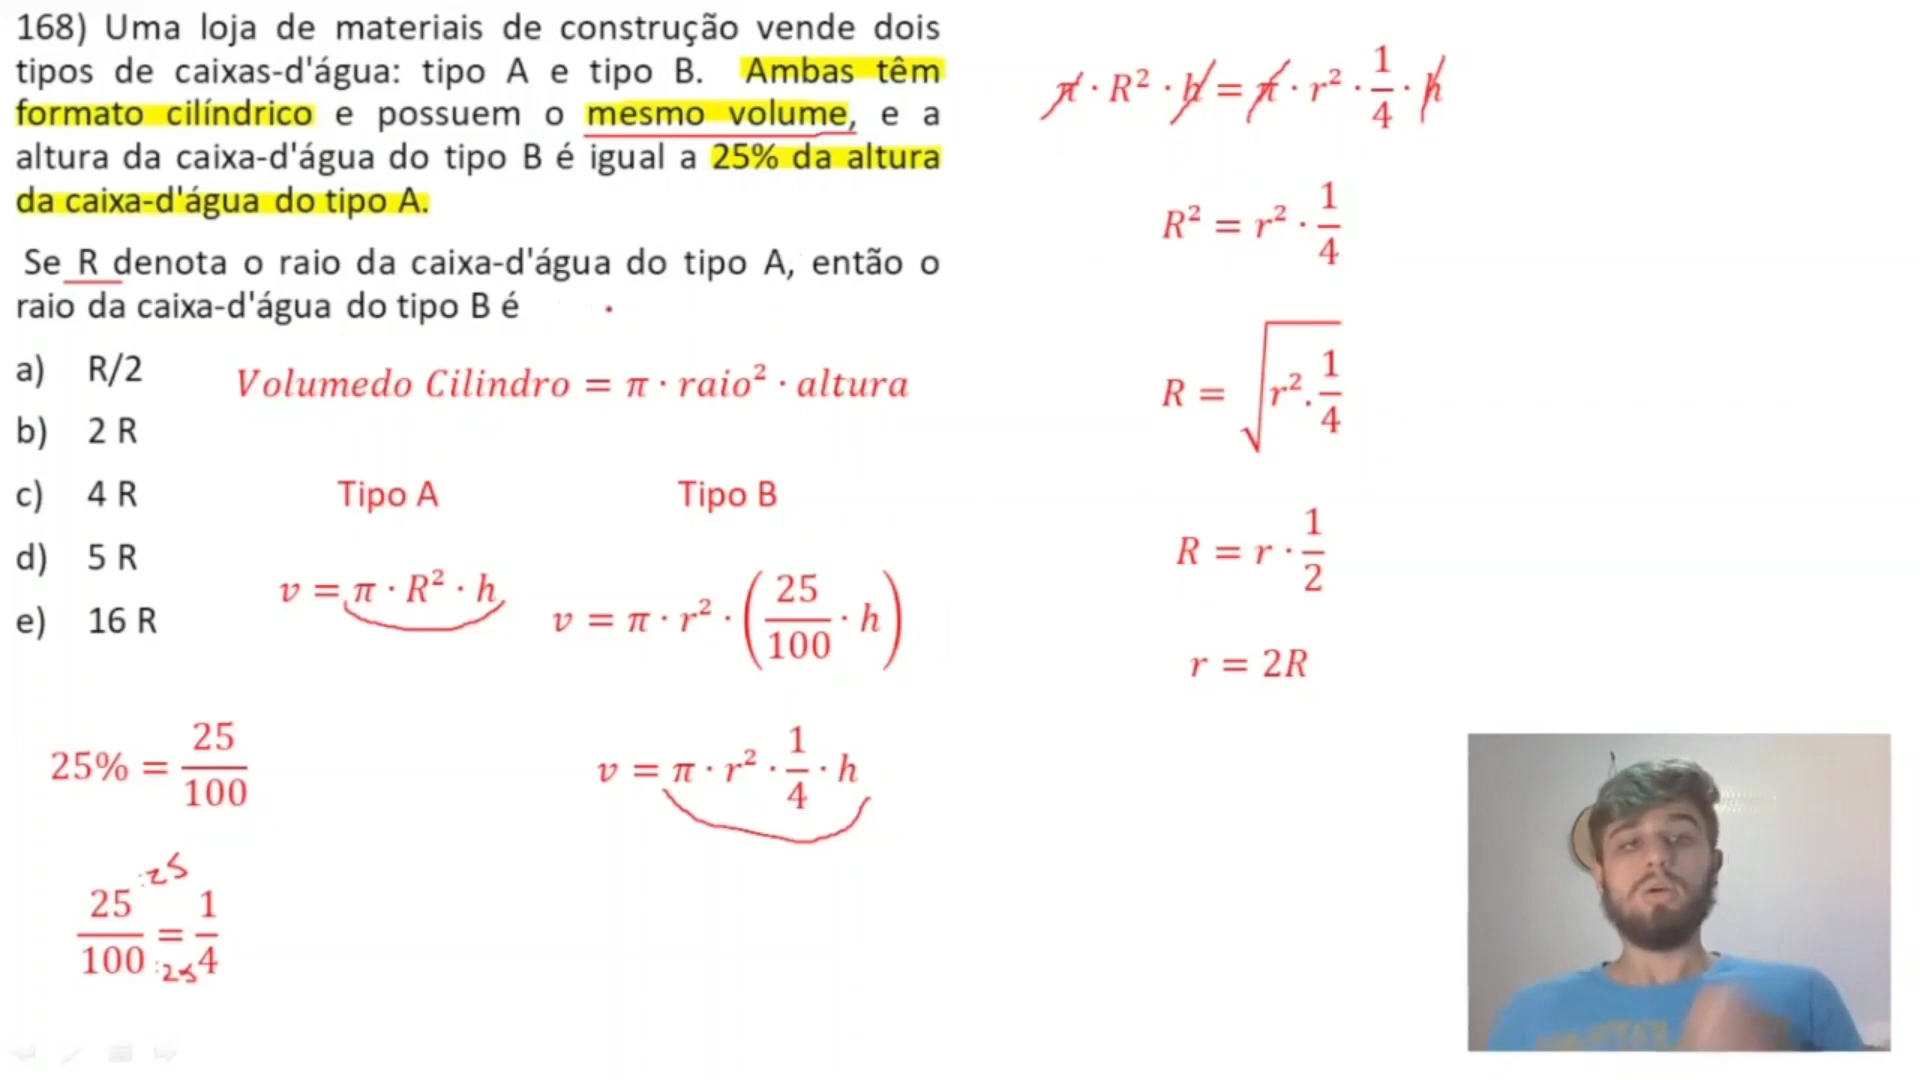 168) Uma loja de materiais de construção vende dois
tipos de caixas-d'água: tipo A e tipo B. Ambas têm
formato cilíndrico e possuem o mesmo volume, e a
altura da caixa-d'água do tipo B é igual a 25% da altura
da caixa-d'água do tipo A.
Se R denota o raio da caixa-d'água do tipo A, então o
raio da caixa-d'água do tipo B é
a) R/2
b) 2 R
c) 4 R
d) 5 R
e) 16 R
Volumedo Cilindro = π · raio² · altura
Tipo A
v = π · R² · h
Tipo B
v = π · r² · (25/100 · h)
v = π · r² · 1/4 · h
25% = 25/100
25/100 = 1/4
:25
:25
π · R² · h = π · r² · 1/4 · h
R² = r² · 1/4
R = √(r². 1/4)
R = r · 1/2
r = 2R